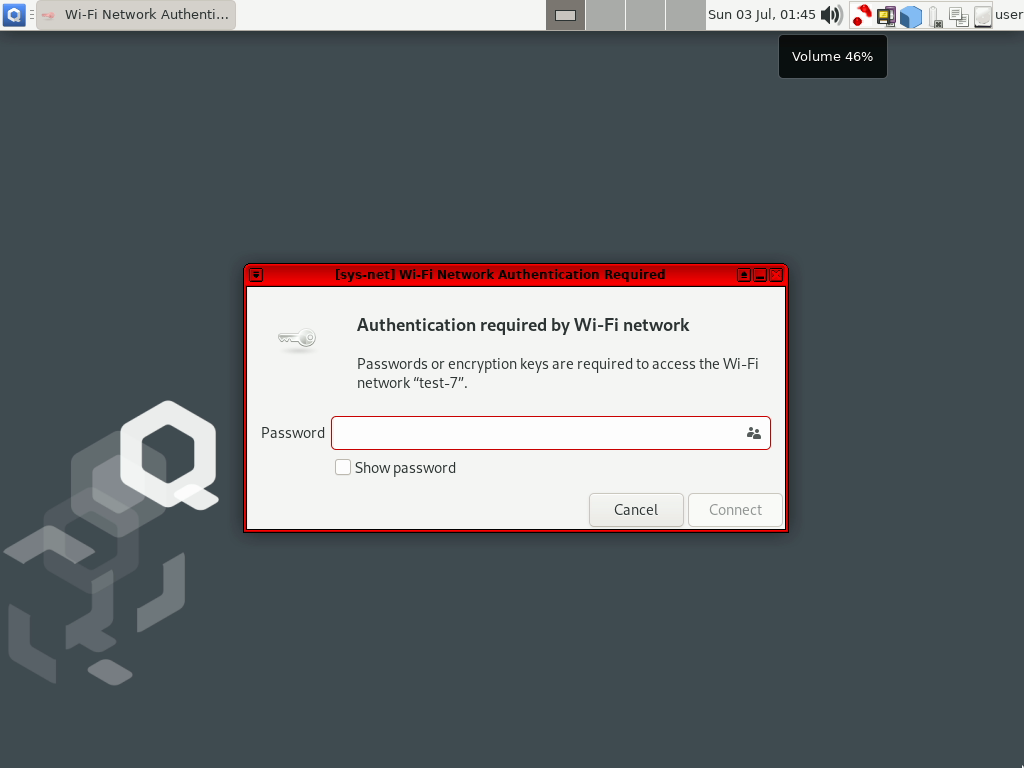 Wi-Fi Network Authenti...
Sun 03 Jul, 01:45
user
Volume 46%
[sys-net] Wi-Fi Network Authentication Required
Authentication required by Wi-Fi network
Passwords or encryption keys are required to access the Wi-Fi
network “test-7”.
Password
Show password
Cancel
Connect